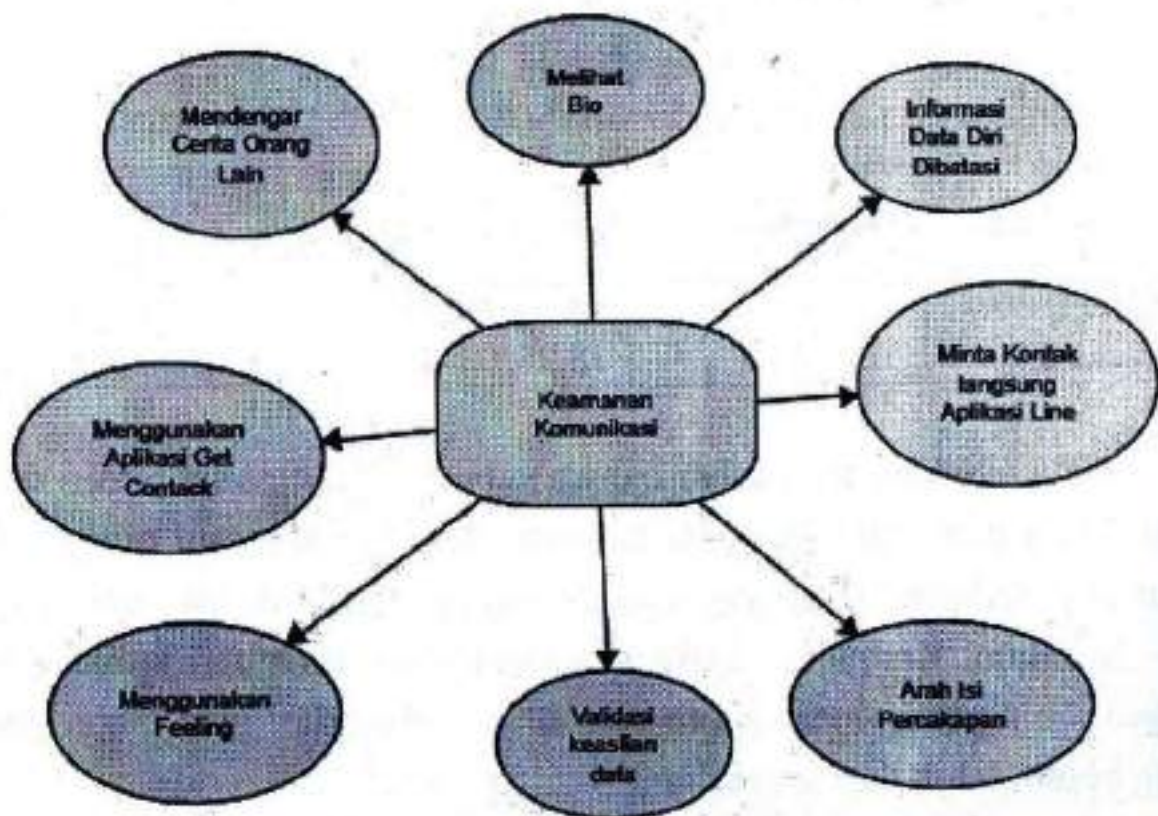 Melihat
Bio
Mendengar
Cerita Orang
Lain
Informasi
Data Diri
Dibatasi
Minta Kontak
langsung
Aplikasi Line
Keamanan
Komunikasi
Menggunakan
Aplikasi Get
Contack
Menggunakan
Feeling
Validasi
keaslian
data
Arah Isi
Percakapan